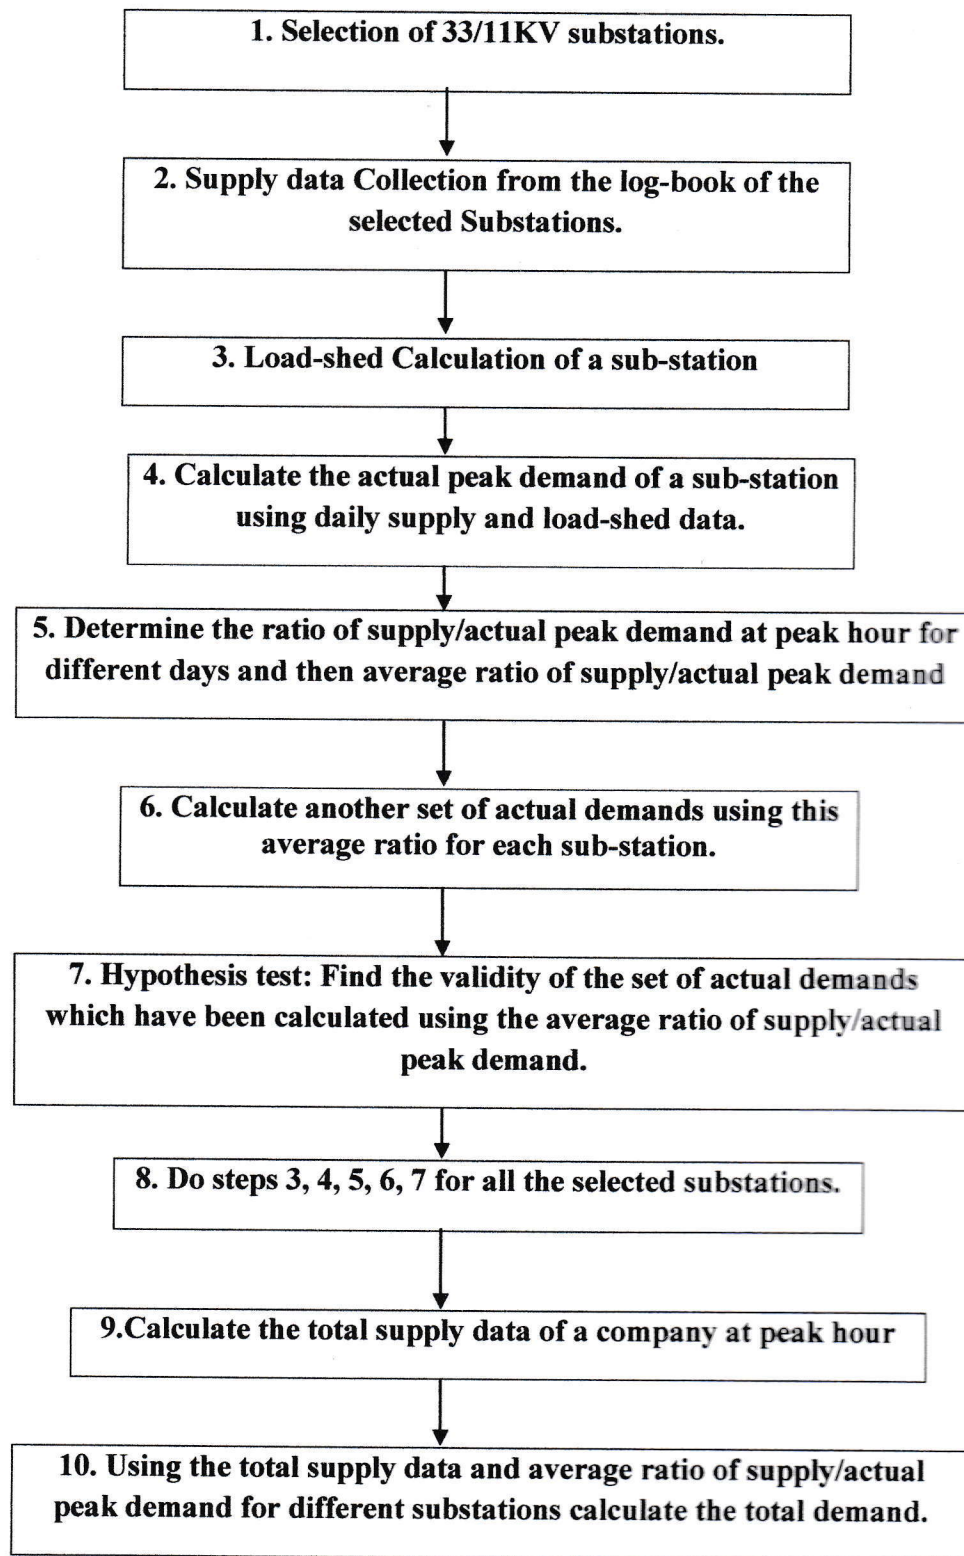 1. Selection of 33/11KV substations.
2. Supply data Collection from the log-book of the
selected Substations.
3. Load-shed Calculation of a sub-station
4. Calculate the actual peak demand of a sub-station
using daily supply and load-shed data.
5. Determine the ratio of supply/actual peak demand at peak hour for
different days and then average ratio of supply/actual peak demand
6. Calculate another set of actual demands using this
average ratio for each sub-station.
7. Hypothesis test: Find the validity of the set of actual demands
which have been calculated using the average ratio of supply/actual
peak demand.
8. Do steps 3, 4, 5, 6, 7 for all the selected substations.
9.Calculate the total supply data of a company at peak hour
10. Using the total supply data and average ratio of supply/actual
peak demand for different substations calculate the total demand.